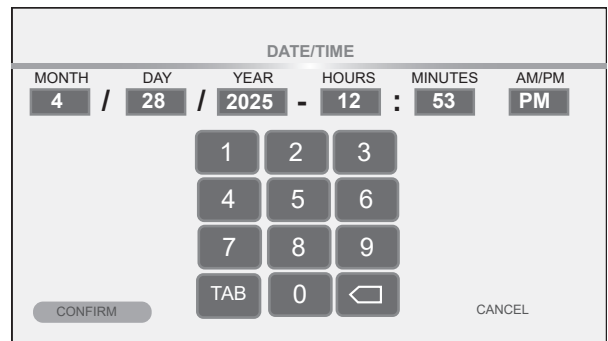 DATE/TIME
MONTH DAY YEAR HOURS MINUTES AM/PM
4 / 28 / 2025 - 12 : 53 PM
1 2 3
4 5 6
7 8 9
TAB 0
CONFIRM CANCEL